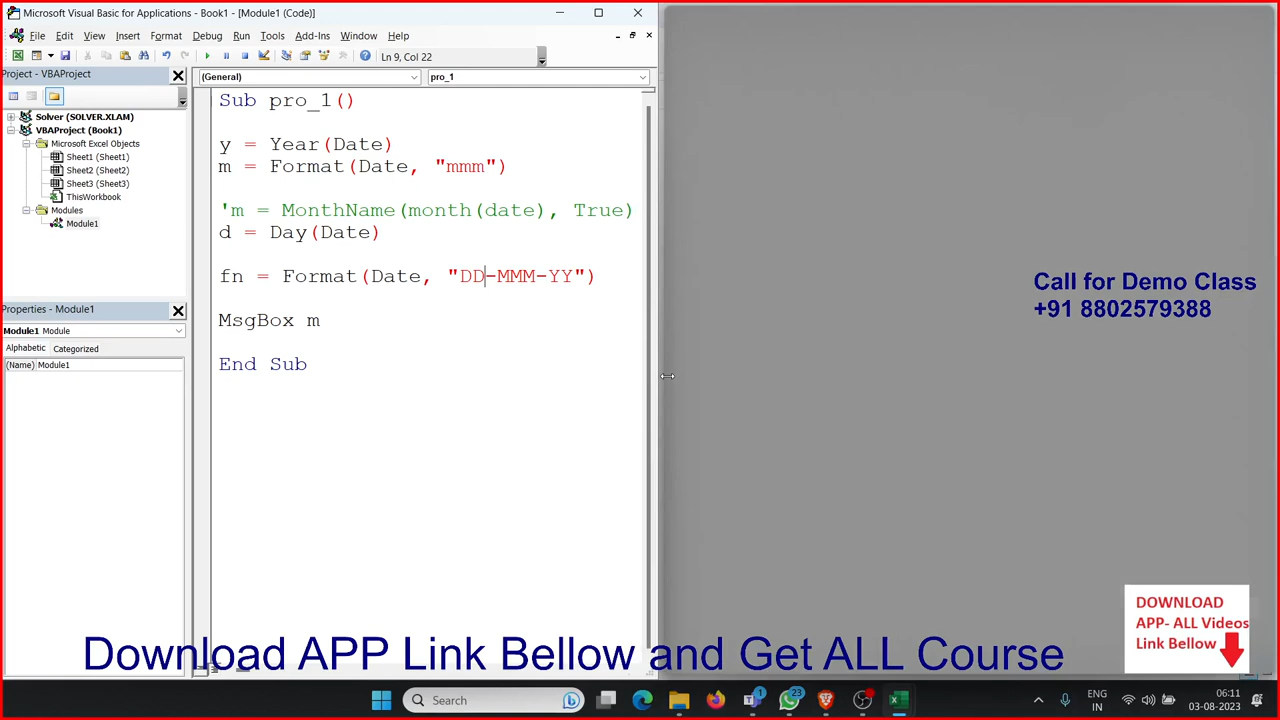 Microsoft Visual Basic for Applications - Book1 - [Module1 (Code)]
File Edit View Insert Format Debug Run Tools Add-Ins Window Help
Ln 9, Col 22
Project - VBAProject
(General)
pro_1
Solver (SOLVER.XLAM)
VBAProject (Book1)
Microsoft Excel Objects
Sheet1 (Sheet1)
Sheet2 (Sheet2)
Sheet3 (Sheet3)
ThisWorkbook
Modules
Module1
Properties - Module1
Module1 Module
Alphabetic Categorized
(Name) Module1
Sub pro_1()
y = Year(Date)
m = Format(Date, "mmm")
'm = MonthName(month(date), True)
d = Day(Date)
fn = Format(Date, "DD-MMM-YY")
MsgBox m
End Sub
Call for Demo Class
+91 8802579388
DOWNLOAD
APP- ALL Videos
Link Bellow
Download APP Link Bellow and Get ALL Course
Search
1
23
ENG
IN
06:11
03-08-2023